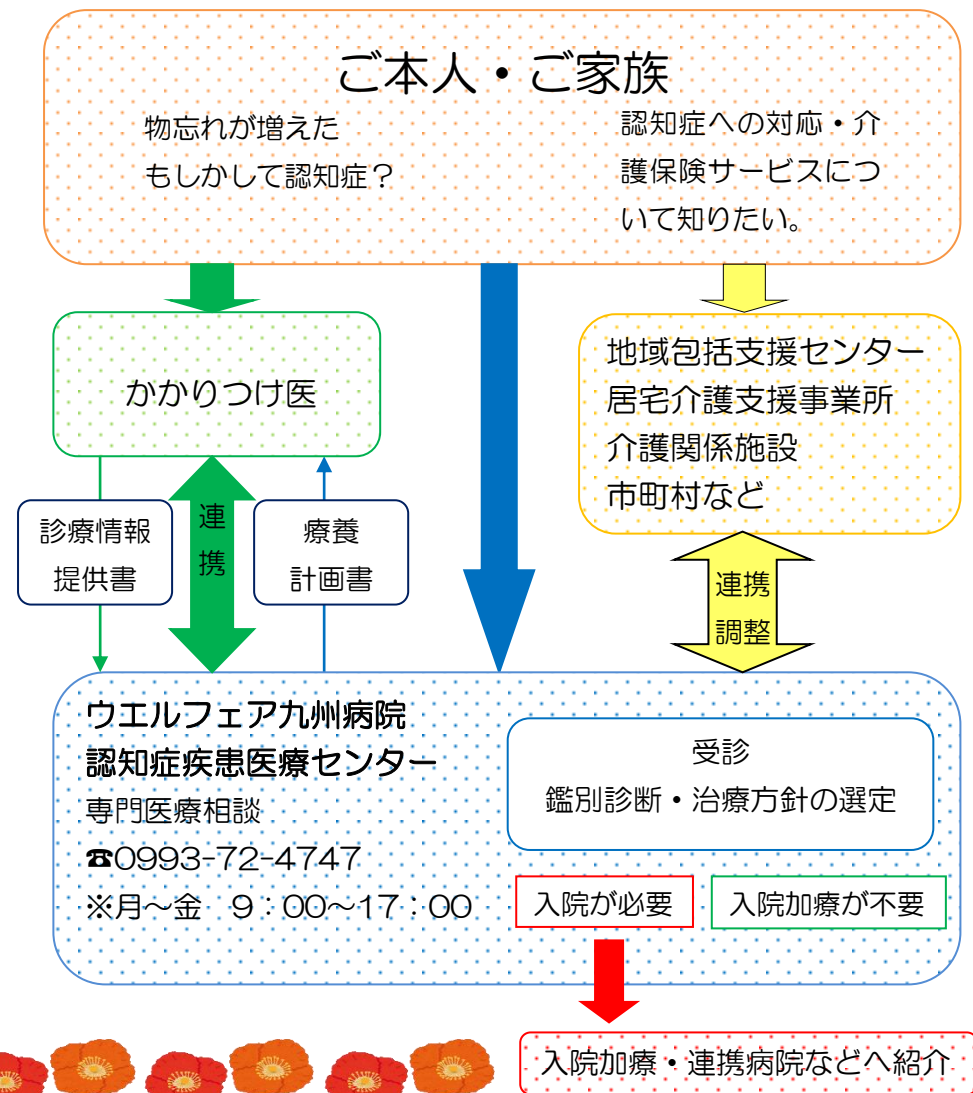 ご本人・ご家族
物忘れが増えた
もしかして認知症？
認知症への対応・介
護保険サービスにつ
いて知りたい。
かかりつけ医
地域包括支援センター
居宅介護支援事業所
介護関係施設
市町村など
診療情報
提供書
連
携
療養
計画書
連携
調整
ウエルフェア九州病院
認知症疾患医療センター
専門医療相談
☎0993-72-4747
※月～金　9：00～17：00
受診
鑑別診断・治療方針の選定
入院が必要
入院加療が不要
入院加療・連携病院などへ紹介